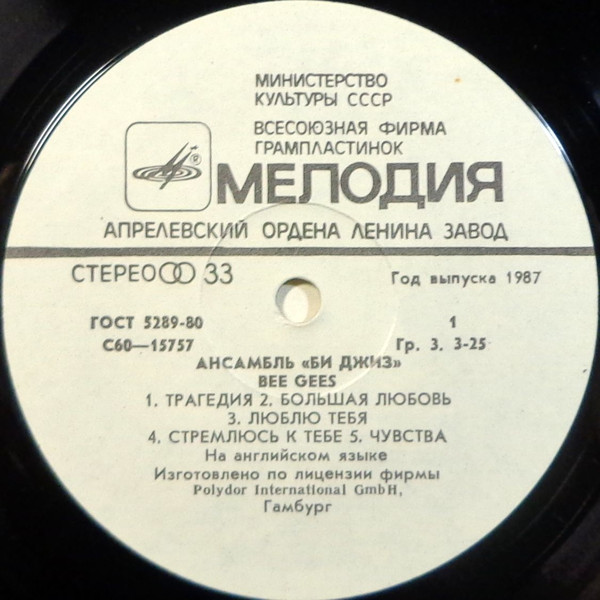 МИНИСТЕРСТВО
КУЛЬТУРЫ СССР
ВСЕСОЮЗНАЯ ФИРМА
ГРАМПЛАСТИНОК
®
МЕЛОДИЯ
АПРЕЛЕВСКИЙ ОРДЕНА ЛЕНИНА ЗАВОД
СТЕРЕО 33
Год выпуска 1987
ГОСТ 5289-80
1
С60—15757
Гр. 3. 3-25
АНСАМБЛЬ «БИ ДЖИЗ»
BEE GEES
1. ТРАГЕДИЯ 2. БОЛЬШАЯ ЛЮБОВЬ
3. ЛЮБЛЮ ТЕБЯ
4. СТРЕМЛЮСЬ К ТЕБЕ 5. ЧУВСТВА
На английском языке
Изготовлено по лицензии фирмы
Polydor International GmbH,
Гамбург